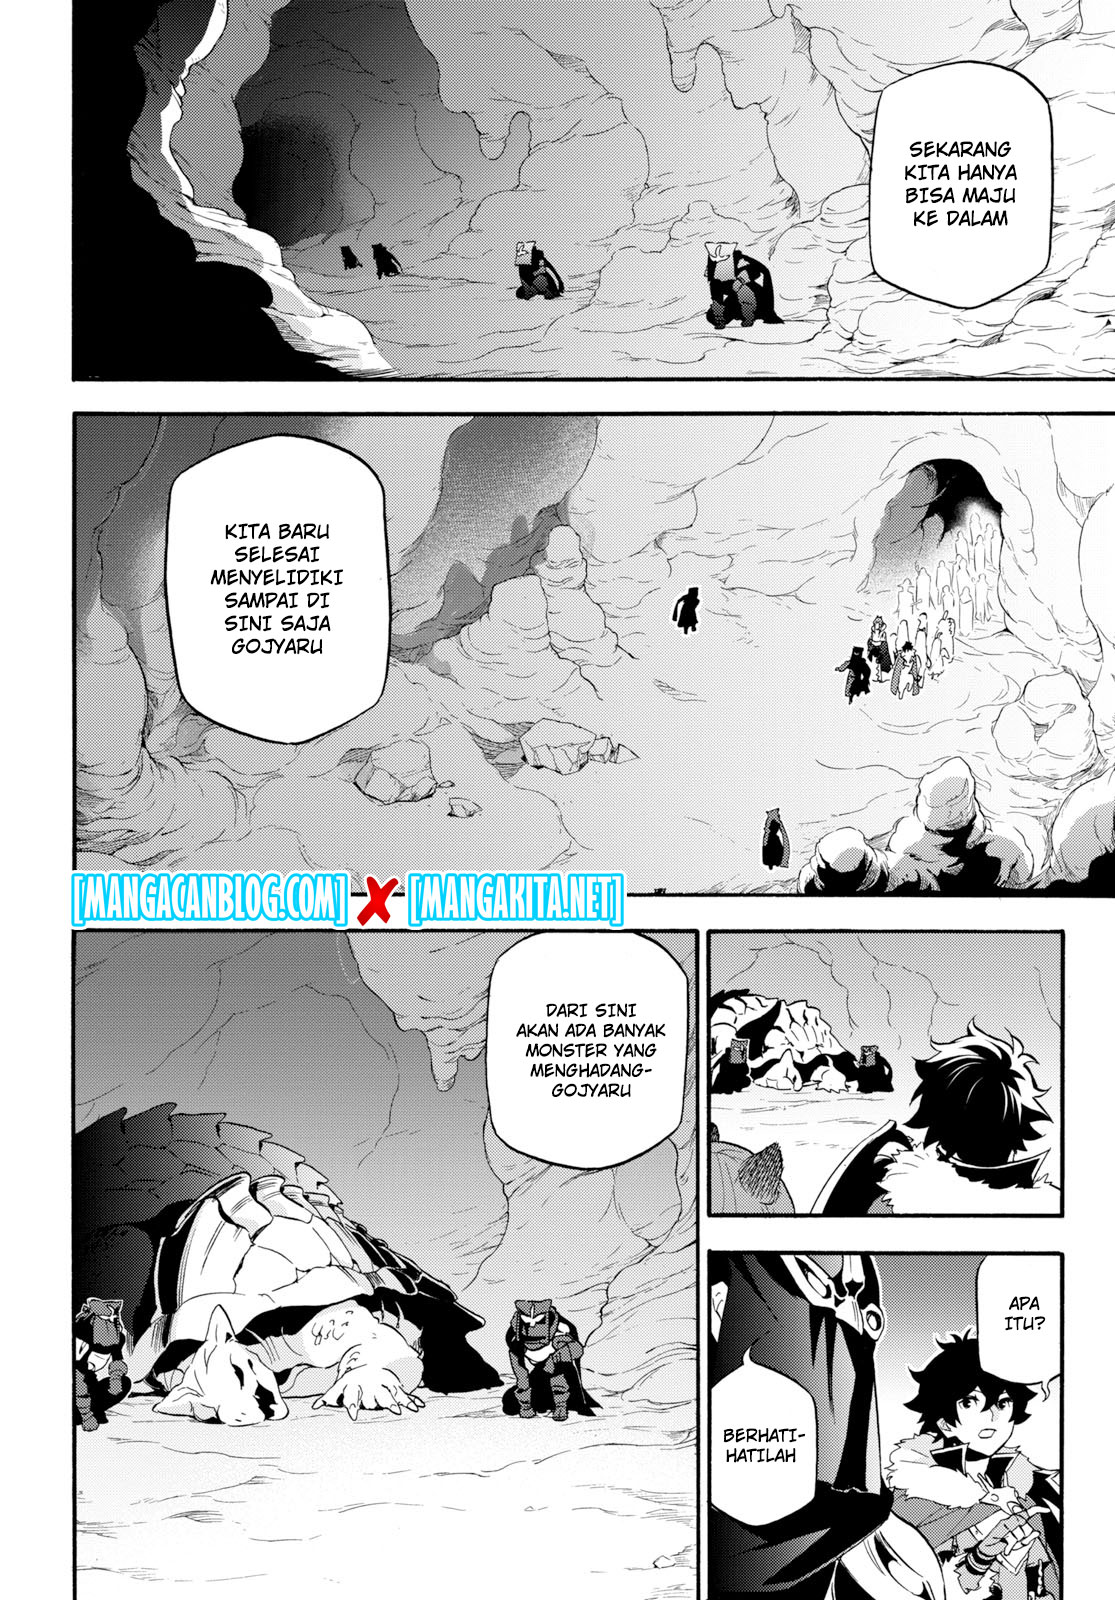 SEKARANG
KITA HANYA
BISA MAJU
KE DALAM
KITA BARU
SELESAI
MENYELIDIKI
SAMPAI DI
SINI SAJA
GOJYARU
[MANGACANBLOG.COM] X [MANGAKITA.NET]
DARI SINI
AKAN ADA BANYAK
MONSTER YANG
MENGHADANG-
GOJYARU
APA
ITU?
BERHATI-
HATILAH